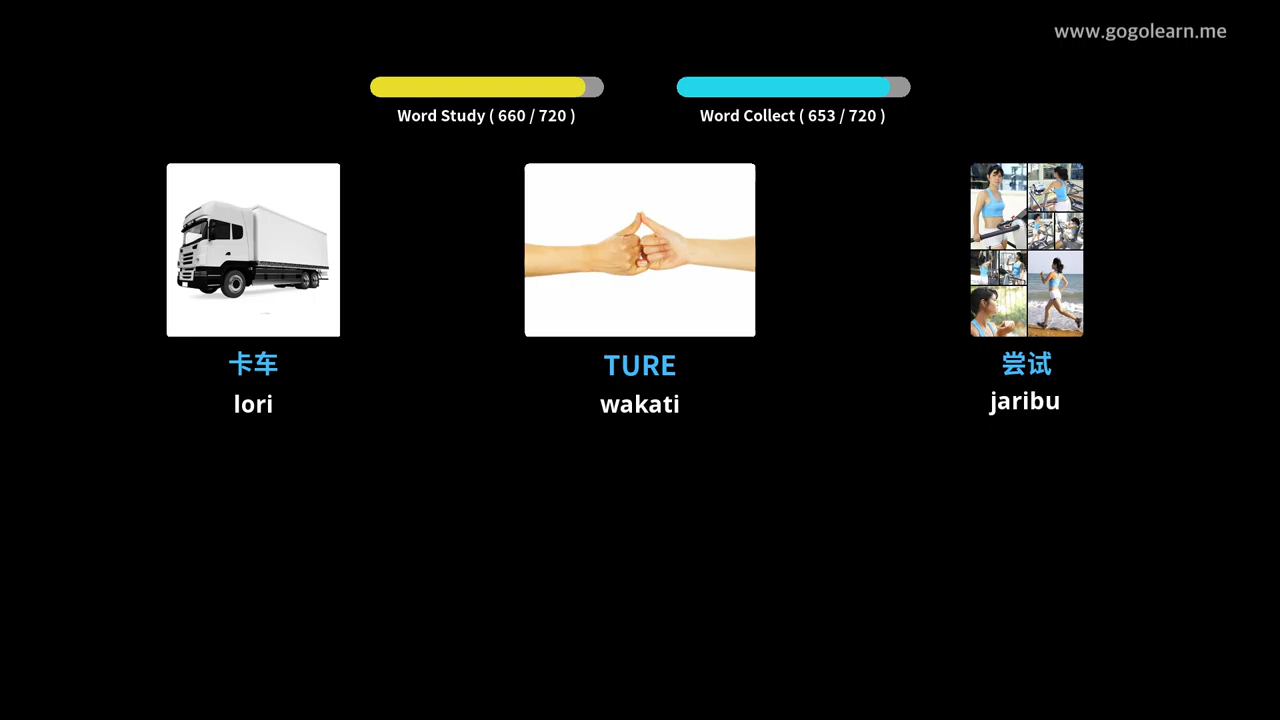 www.gogolearn.me
Word Study ( 660 / 720 )
Word Collect ( 653 / 720 )
卡车
TURE
尝试
lori
wakati
jaribu